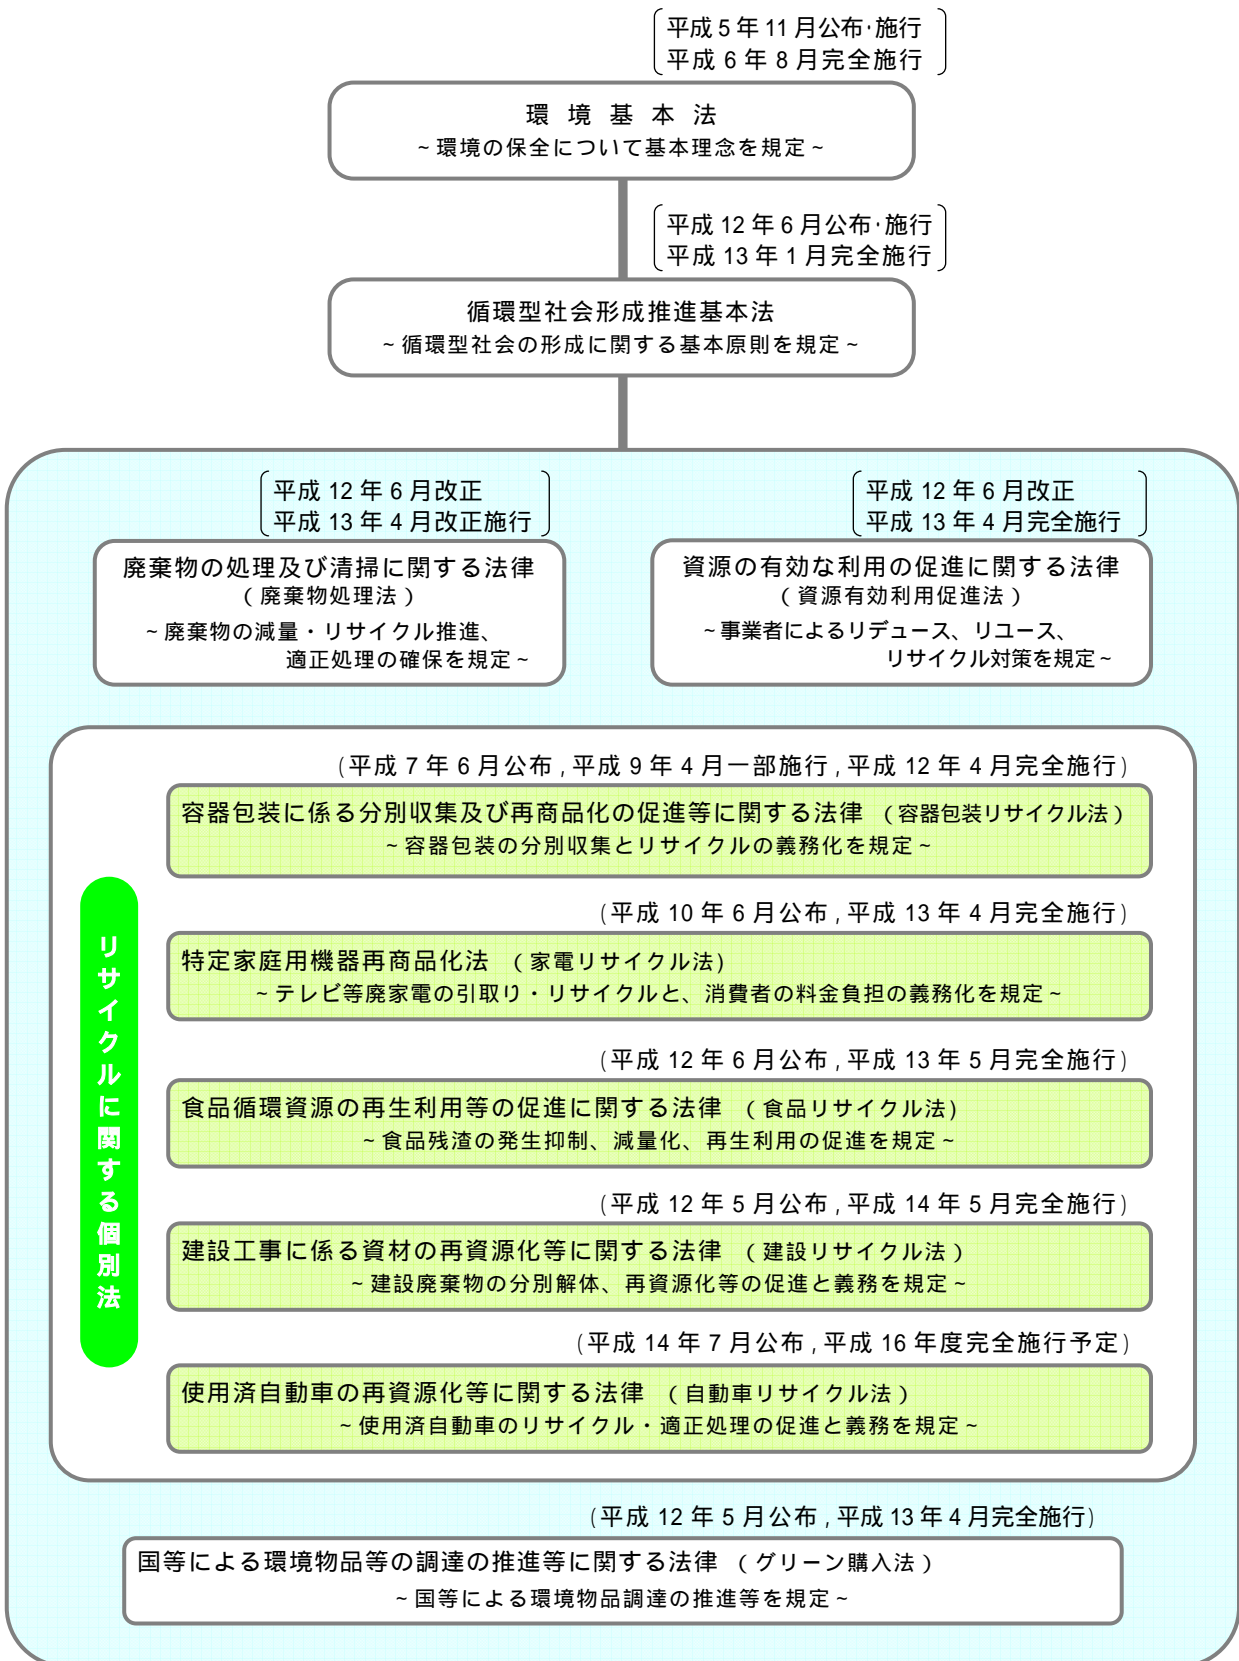 平成5年11月公布・施行
平成6年8月完全施行
環境基本法
~環境の保全について基本理念を規定~
平成12年6月公布・施行
平成13年1月完全施行
循環型社会形成推進基本法
~循環型社会の形成に関する基本原則を規定~
平成12年6月改正
平成13年4月改正施行
廃棄物の処理及び清掃に関する法律
(廃棄物処理法)
~廃棄物の減量・リサイクル推進、
適正処理の確保を規定~
平成12年6月改正
平成13年4月完全施行
資源の有効な利用の促進に関する法律
(資源有効利用促進法)
~事業者によるリデュース、リユース、
リサイクル対策を規定~
リサイクルに関する個別法
(平成7年6月公布,平成9年4月一部施行,平成12年4月完全施行)
容器包装に係る分別収集及び再商品化の促進等に関する法律 (容器包装リサイクル法)
~容器包装の分別収集とリサイクルの義務化を規定~
(平成10年6月公布,平成13年4月完全施行)
特定家庭用機器再商品化法 (家電リサイクル法)
~テレビ等廃家電の引取り・リサイクルと、消費者の料金負担の義務化を規定~
(平成12年6月公布,平成13年5月完全施行)
食品循環資源の再生利用等の促進に関する法律 (食品リサイクル法)
~食品残渣の発生抑制、減量化、再生利用の促進を規定~
(平成12年5月公布,平成14年5月完全施行)
建設工事に係る資材の再資源化等に関する法律 (建設リサイクル法)
~建設廃棄物の分別解体、再資源化等の促進と義務を規定~
(平成14年7月公布,平成16年度完全施行予定)
使用済自動車の再資源化等に関する法律 (自動車リサイクル法)
~使用済自動車のリサイクル・適正処理の促進と義務を規定~
(平成12年5月公布,平成13年4月完全施行)
国等による環境物品等の調達の推進等に関する法律 (グリーン購入法)
~国等による環境物品調達の推進等を規定~